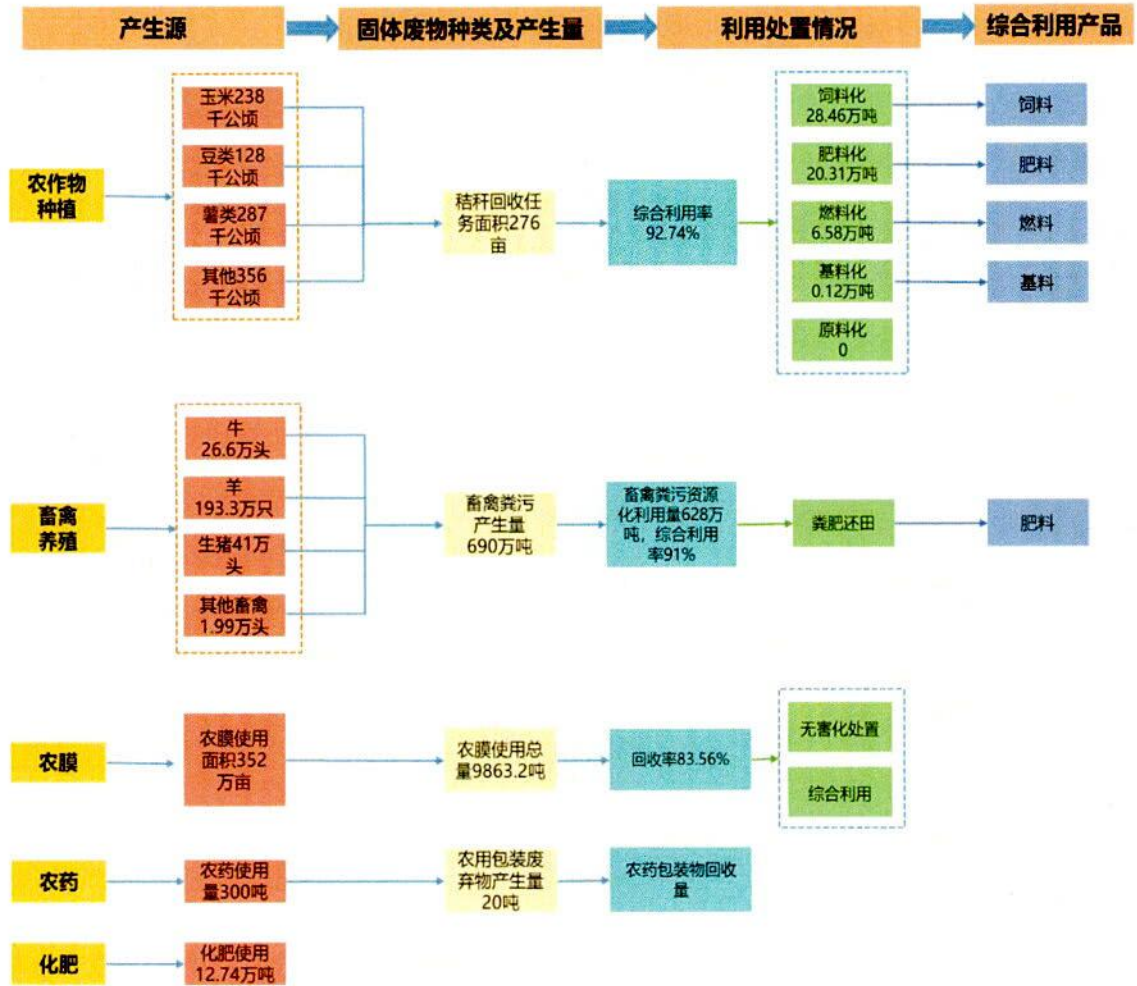 产生源
固体废物种类及产生量
利用处置情况
综合利用产品
农作物
种植
玉米238
千公顷
豆类128
千公顷
薯类287
千公顷
其他356
千公顷
秸秆回收任
务面积276
亩
综合利用率
92.74%
饲料化
28.46万吨
肥料化
20.31万吨
燃料化
6.58万吨
基料化
0.12万吨
原料化
0
饲料
肥料
燃料
基料
畜禽
养殖
牛
26.6万头
羊
193.3万只
生猪41万
头
其他畜禽
1.99万头
畜禽粪污
产生量
690万吨
畜禽粪污资源
化利用量628万
吨，综合利用
率91%
粪肥还田
肥料
农膜
农膜使用
面积352
万亩
农膜使用总
量9863.2吨
回收率83.56%
无害化处置
综合利用
农药
农药使用
量300吨
农用包装废
弃物产生量
20吨
农药包装物回收
量
化肥
化肥使用
12.74万吨